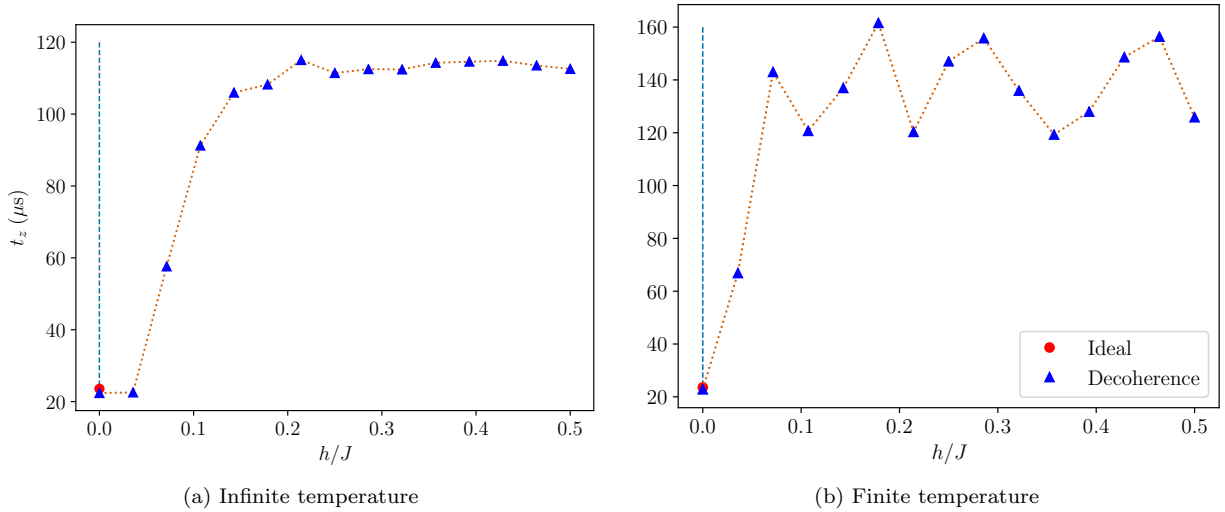 120
100
80
60
40
20
t_z (μs)
0.0 0.1 0.2 0.3 0.4 0.5
h/J
(a) Infinite temperature
160
140
120
100
80
60
40
20
Ideal
Decoherence
0.0 0.1 0.2 0.3 0.4 0.5
h/J
(b) Finite temperature